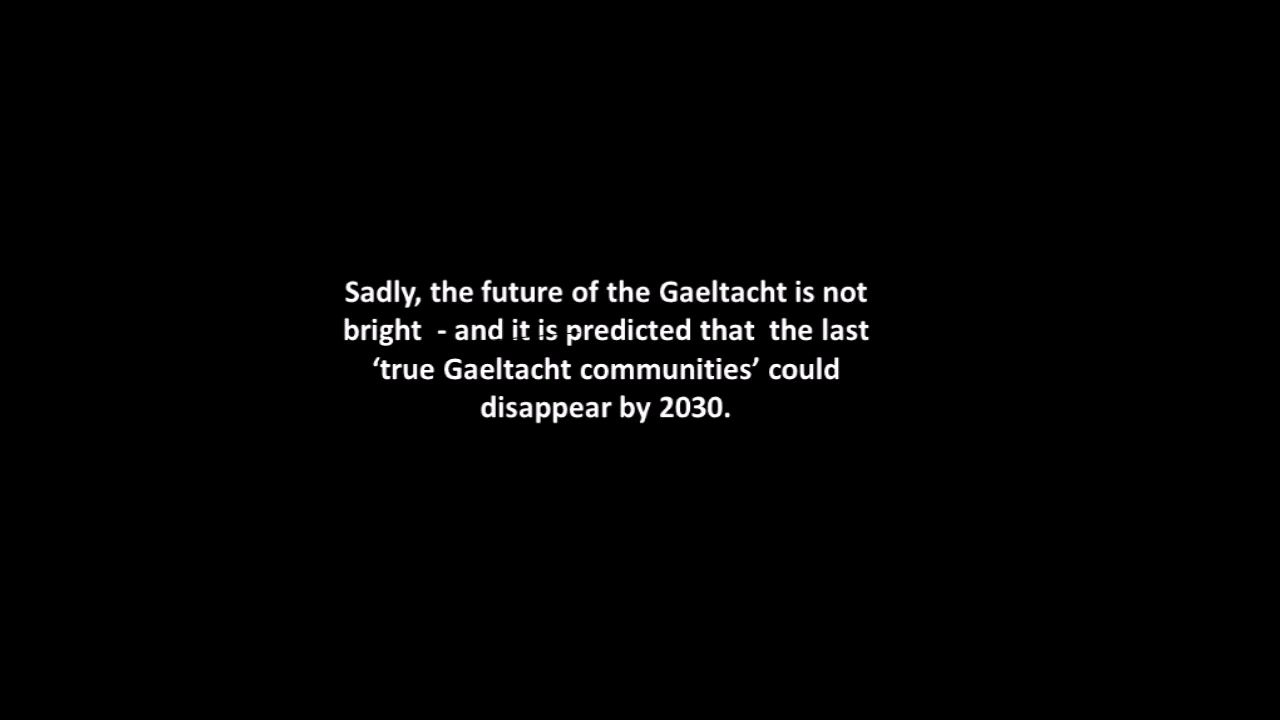 Sadly, the future of the Gaeltacht is not
bright  - and it is predicted that  the last
‘true Gaeltacht communities’ could
disappear by 2030.